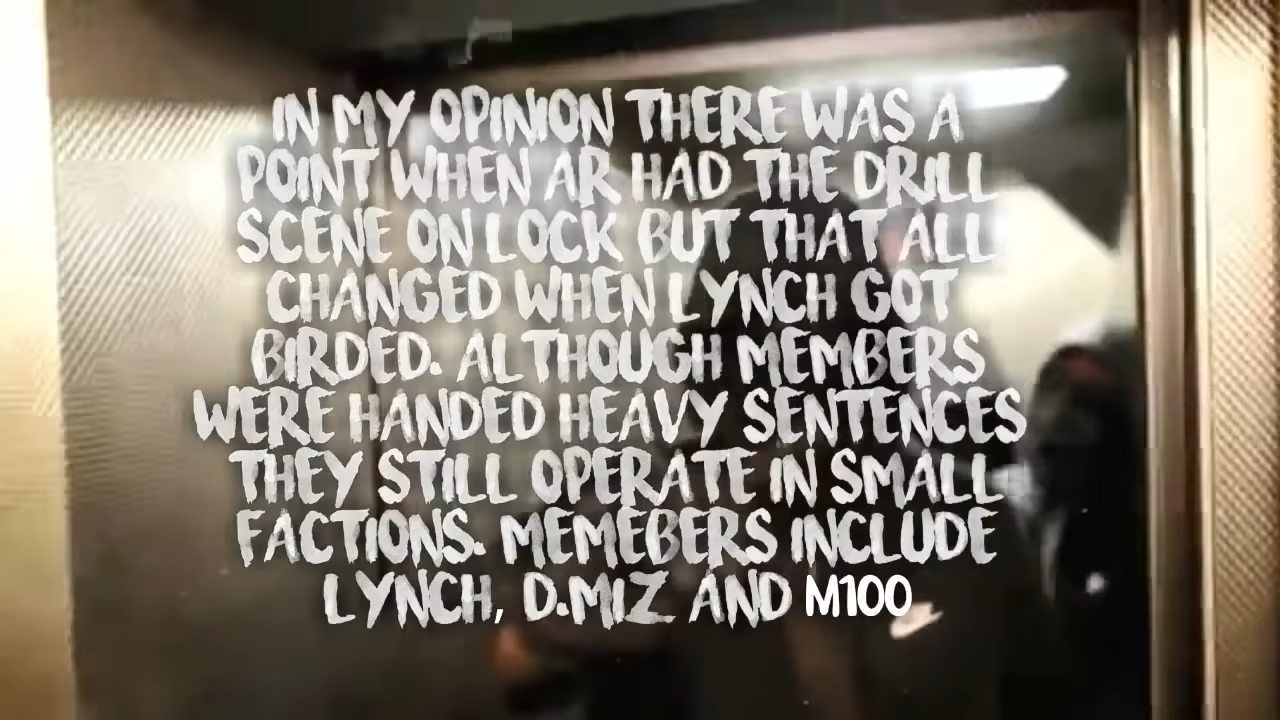 IN MY OPINION THERE WAS A
POINT WHEN AR HAD THE DRILL
SCENE ON LOCK BUT THAT ALL
CHANGED WHEN LYNCH GOT
BIRDED. ALTHOUGH MEMBERS
WERE HANDED HEAVY SENTENCES
THEY STILL OPERATE IN SMALL
FACTIONS. MEMEBERS INCLUDE
LYNCH, D.MIZ AND M100